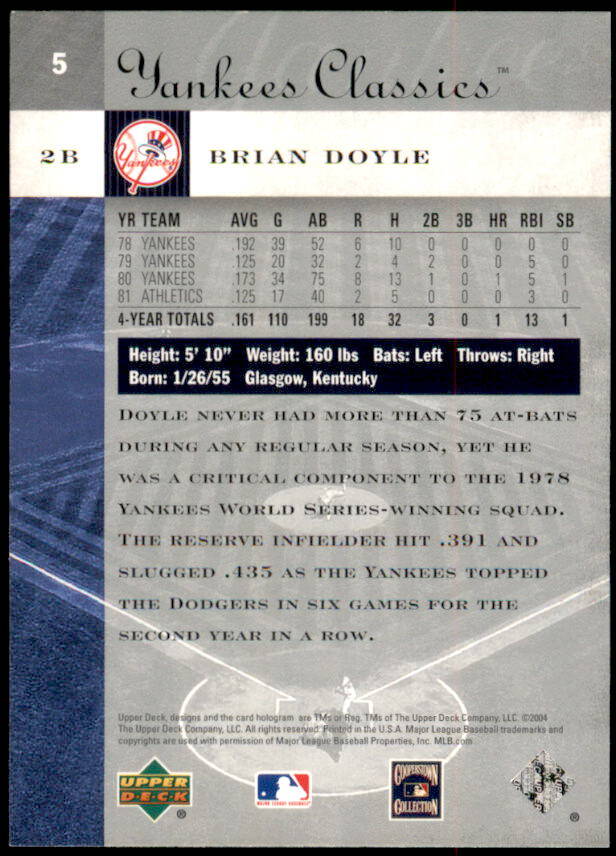 5
Yankees Classics™
2B
Yankees
BRIAN DOYLE
YR TEAM AVG G AB R H 2B 3B HR RBI SB
78 YANKEES .192 39 52 6 10 0 0 0 0 0
79 YANKEES .125 20 32 2 4 2 0 0 5 0
80 YANKEES .173 34 75 8 13 1 0 1 5 1
81 ATHLETICS .125 17 40 2 5 0 0 0 3 0
4-YEAR TOTALS .161 110 199 18 32 3 0 1 13 1
Height: 5' 10" Weight: 160 lbs Bats: Left Throws: Right
Born: 1/26/55 Glasgow, Kentucky
DOYLE NEVER HAD MORE THAN 75 AT-BATS
DURING ANY REGULAR SEASON, YET HE
WAS A CRITICAL COMPONENT TO THE 1978
YANKEES WORLD SERIES-WINNING SQUAD.
THE RESERVE INFIELDER HIT .391 AND
SLUGGED .435 AS THE YANKEES TOPPED
THE DODGERS IN SIX GAMES FOR THE
SECOND YEAR IN A ROW.
Upper Deck, designs and the card hologram are TMs or Reg. TMs of The Upper Deck Company, LLC. ©2004
The Upper Deck Company, LLC. All rights reserved. Printed in the U.S.A. Major League Baseball trademarks and
copyrights are used with permission of Major League Baseball Properties, Inc. MLB.com
UPPER
DECK
®
MAJOR LEAGUE BASEBALL
COOPERSTOWN
COLLECTION
®